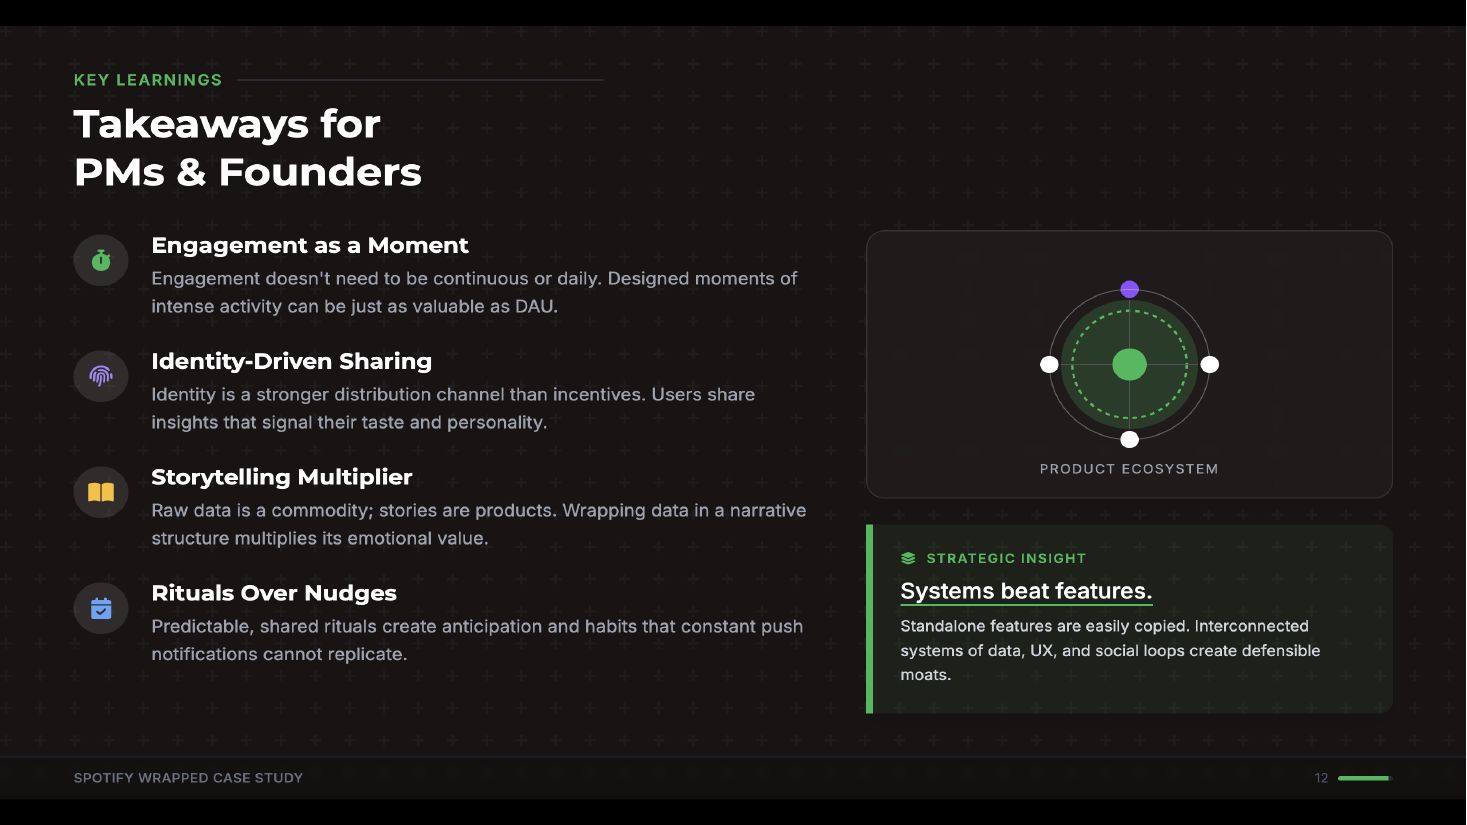 KEY LEARNINGS
Takeaways for
PMs & Founders
Engagement as a Moment
Engagement doesn't need to be continuous or daily. Designed moments of
intense activity can be just as valuable as DAU.
Identity-Driven Sharing
Identity is a stronger distribution channel than incentives. Users share
insights that signal their taste and personality.
Storytelling Multiplier
Raw data is a commodity; stories are products. Wrapping data in a narrative
structure multiplies its emotional value.
Rituals Over Nudges
Predictable, shared rituals create anticipation and habits that constant push
notifications cannot replicate.
PRODUCT ECOSYSTEM
STRATEGIC INSIGHT
Systems beat features.
Standalone features are easily copied. Interconnected
systems of data, UX, and social loops create defensible
moats.
SPOTIFY WRAPPED CASE STUDY
12